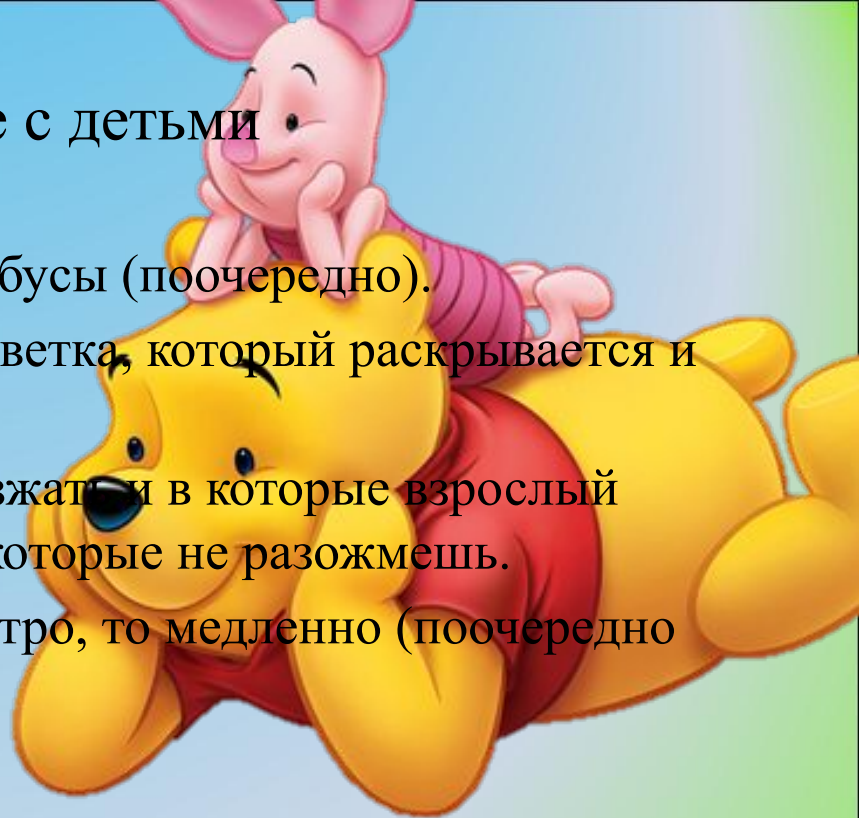 е с детьми
бусы (поочередно).
ветка, который раскрывается и
зжать и в которые взрослый
которые не разожмешь.
тро, то медленно (поочередно